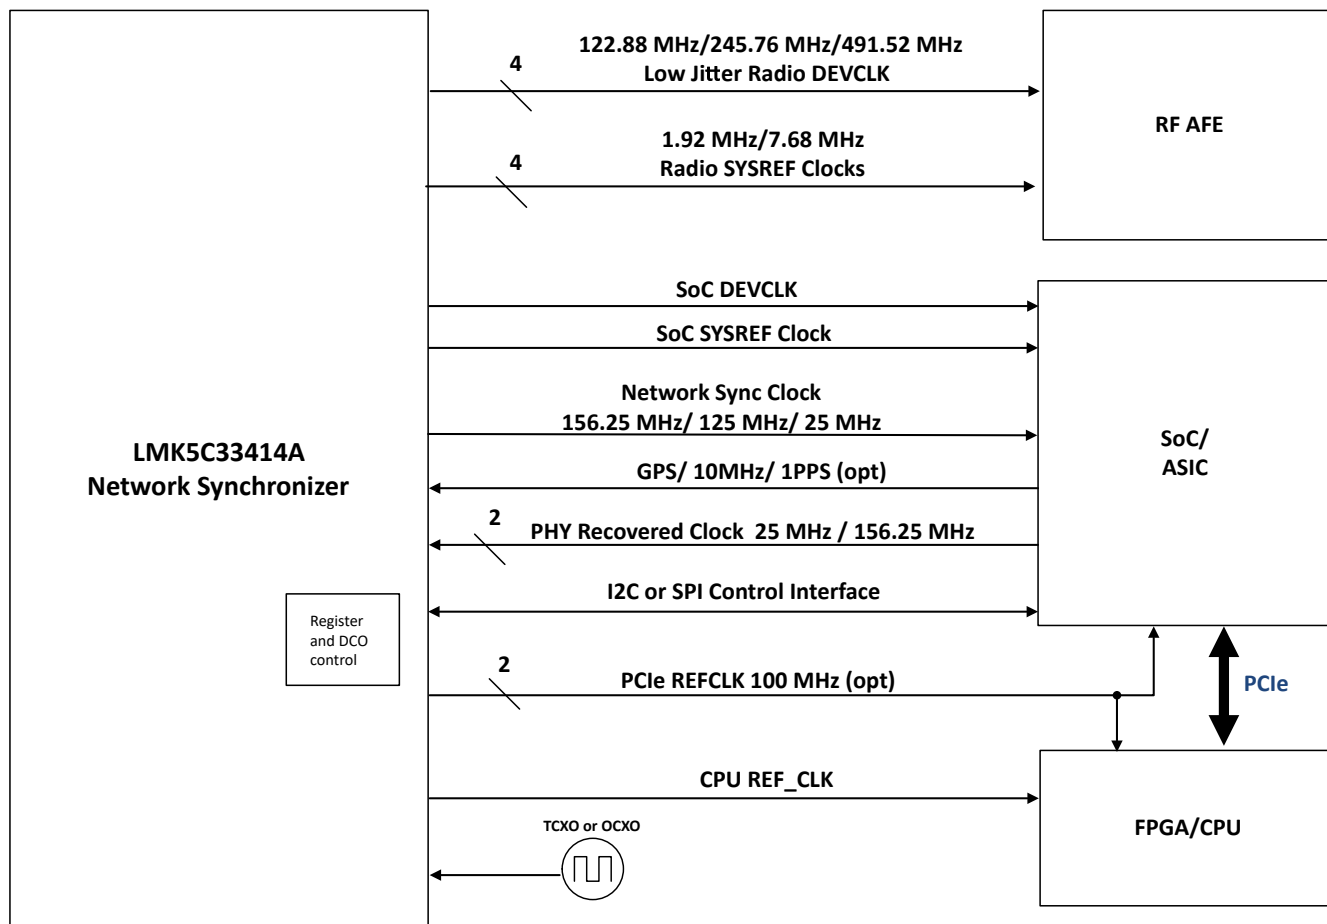 122.88 MHz/245.76 MHz/491.52 MHz
4
Low Jitter Radio DEVCLK
RF AFE
1.92 MHz/7.68 MHz
4
Radio SYSREF Clocks
SoC DEVCLK
SoC SYSREF Clock
Network Sync Clock
156.25 MHz/ 125 MHz/ 25 MHz
LMK5C33414A
Network Synchronizer
SoC/
ASIC
GPS/ 10MHz/ 1PPS (opt)
2
PHY Recovered Clock 25 MHz / 156.25 MHz
I2C or SPI Control Interface
Register
and DCO
control
2
PCIe REFCLK 100 MHz (opt)
PCIe
CPU REF_CLK
FPGA/CPU
TCXO or OCXO